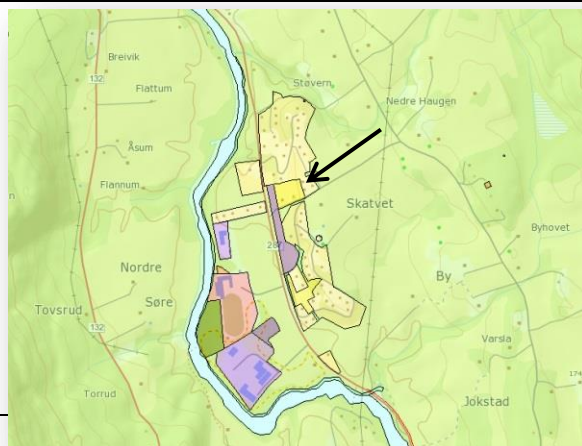 Breivik
132
Flattum
Støvern
Nedre Haugen
Åsum
Flannum
Skatvet
Byhovet
Nordre
Søre
By
Tovsrud
132
Varsla
Torrud
Jokstad